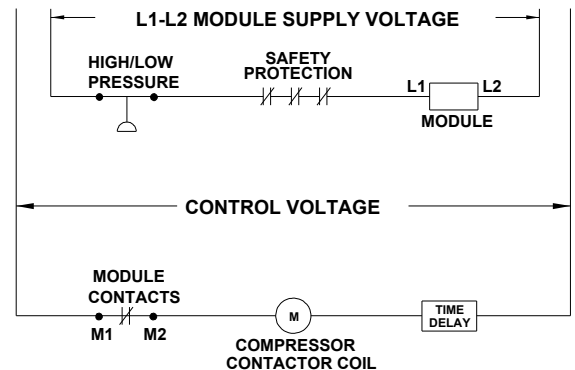 L1-L2 MODULE SUPPLY VOLTAGE
HIGH/LOW
PRESSURE
SAFETY
PROTECTION
L1
L2
MODULE
CONTROL VOLTAGE
MODULE
CONTACTS
M1
M2
M
COMPRESSOR
CONTACTOR COIL
TIME
DELAY